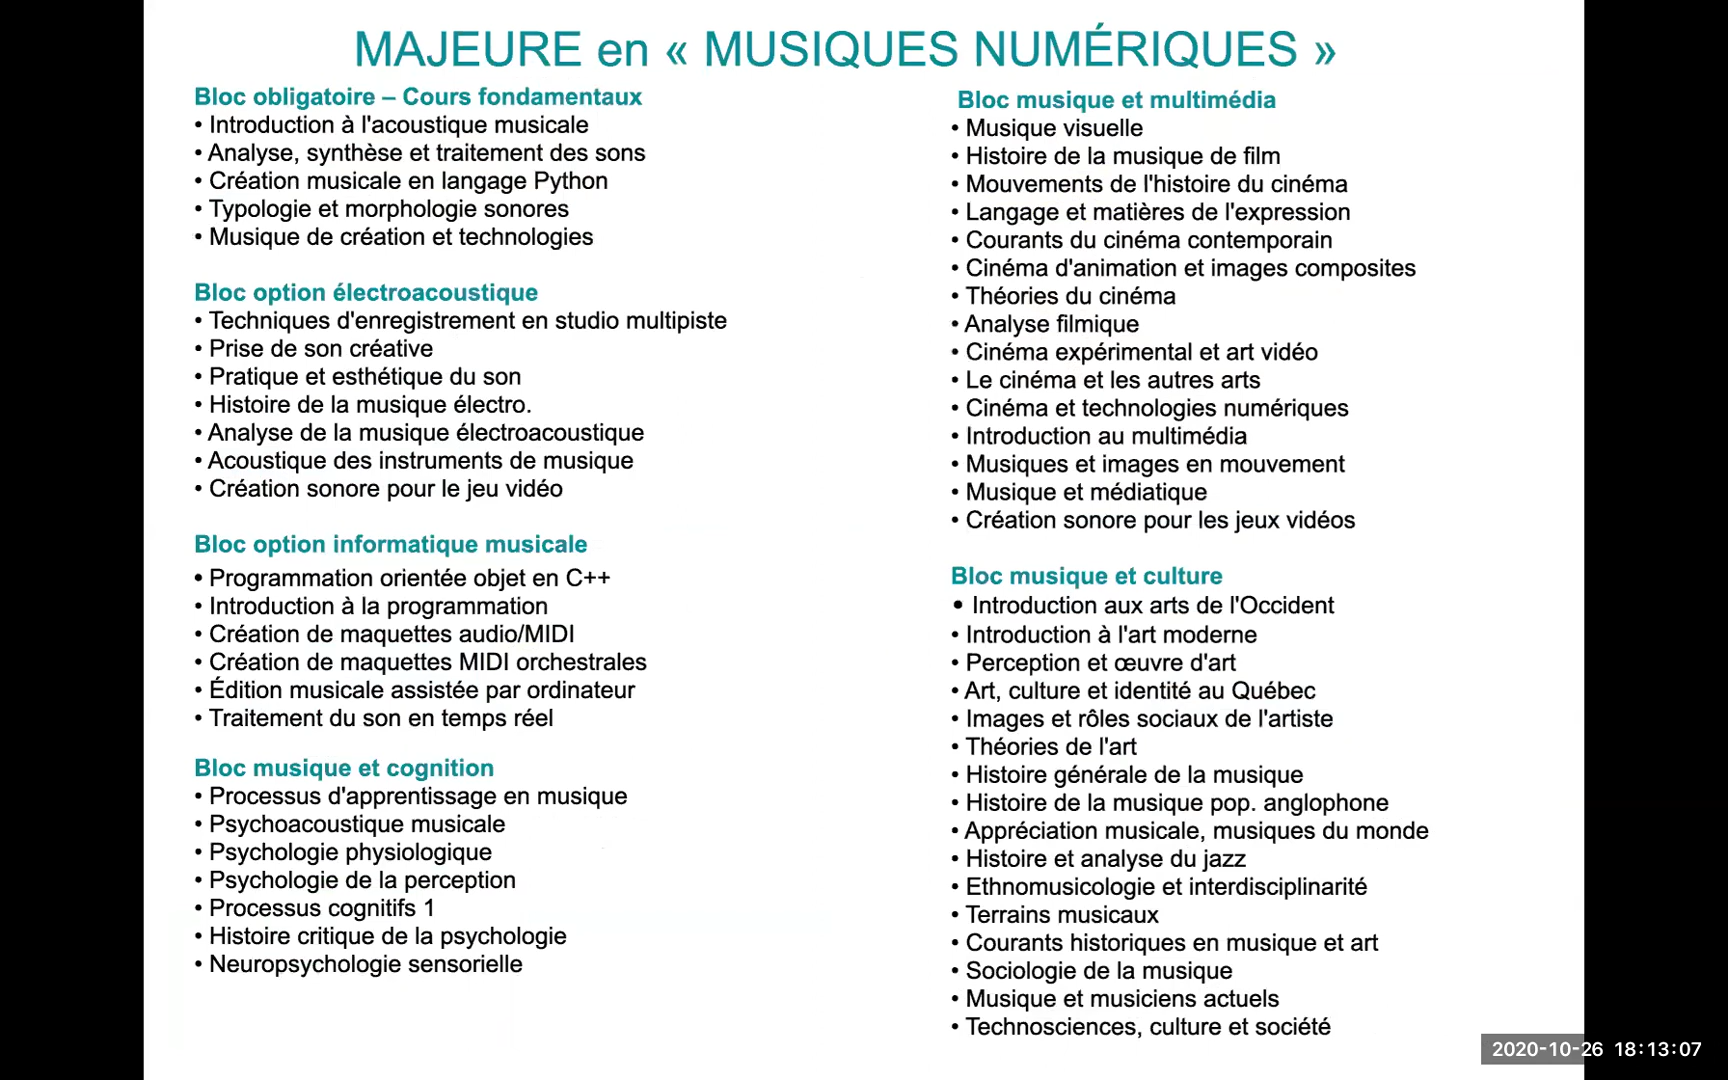 MAJEURE en « MUSIQUES NUMÉRIQUES »
Bloc obligatoire – Cours fondamentaux
• Introduction à l'acoustique musicale
• Analyse, synthèse et traitement des sons
• Création musicale en langage Python
• Typologie et morphologie sonores
• Musique de création et technologies
Bloc option électroacoustique
• Techniques d'enregistrement en studio multipiste
• Prise de son créative
• Pratique et esthétique du son
• Histoire de la musique électro.
• Analyse de la musique électroacoustique
• Acoustique des instruments de musique
• Création sonore pour le jeu vidéo
Bloc option informatique musicale
• Programmation orientée objet en C++
• Introduction à la programmation
• Création de maquettes audio/MIDI
• Création de maquettes MIDI orchestrales
• Édition musicale assistée par ordinateur
• Traitement du son en temps réel
Bloc musique et cognition
• Processus d'apprentissage en musique
• Psychoacoustique musicale
• Psychologie physiologique
• Psychologie de la perception
• Processus cognitifs 1
• Histoire critique de la psychologie
• Neuropsychologie sensorielle
Bloc musique et multimédia
• Musique visuelle
• Histoire de la musique de film
• Mouvements de l'histoire du cinéma
• Langage et matières de l'expression
• Courants du cinéma contemporain
• Cinéma d'animation et images composites
• Théories du cinéma
• Analyse filmique
• Cinéma expérimental et art vidéo
• Le cinéma et les autres arts
• Cinéma et technologies numériques
• Introduction au multimédia
• Musiques et images en mouvement
• Musique et médiatique
• Création sonore pour les jeux vidéos
Bloc musique et culture
• Introduction aux arts de l'Occident
• Introduction à l'art moderne
• Perception et œuvre d'art
• Art, culture et identité au Québec
• Images et rôles sociaux de l'artiste
• Théories de l'art
• Histoire générale de la musique
• Histoire de la musique pop. anglophone
• Appréciation musicale, musiques du monde
• Histoire et analyse du jazz
• Ethnomusicologie et interdisciplinarité
• Terrains musicaux
• Courants historiques en musique et art
• Sociologie de la musique
• Musique et musiciens actuels
• Technosciences, culture et société
2020-10-26 18:13:07